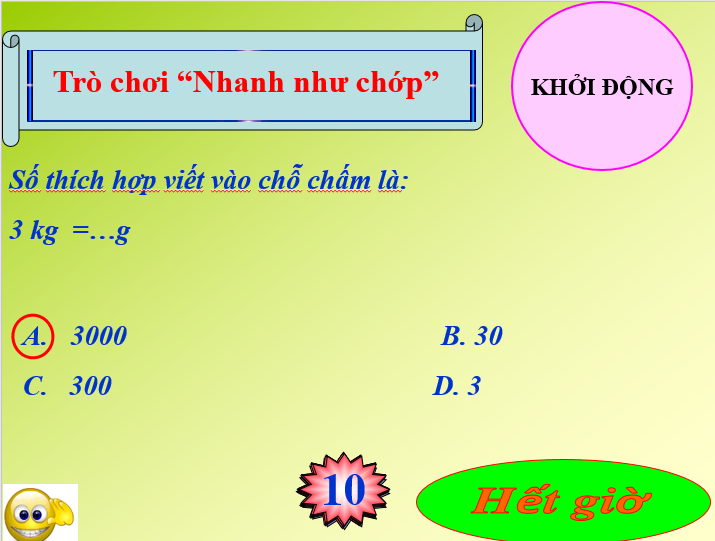 Trò chơi “Nhanh như chớp”
KHỞI ĐỘNG
Số thích hợp viết vào chỗ chấm là:
3 kg =…g
A. 3000
B. 30
C. 300
D. 3
10
Hết giờ